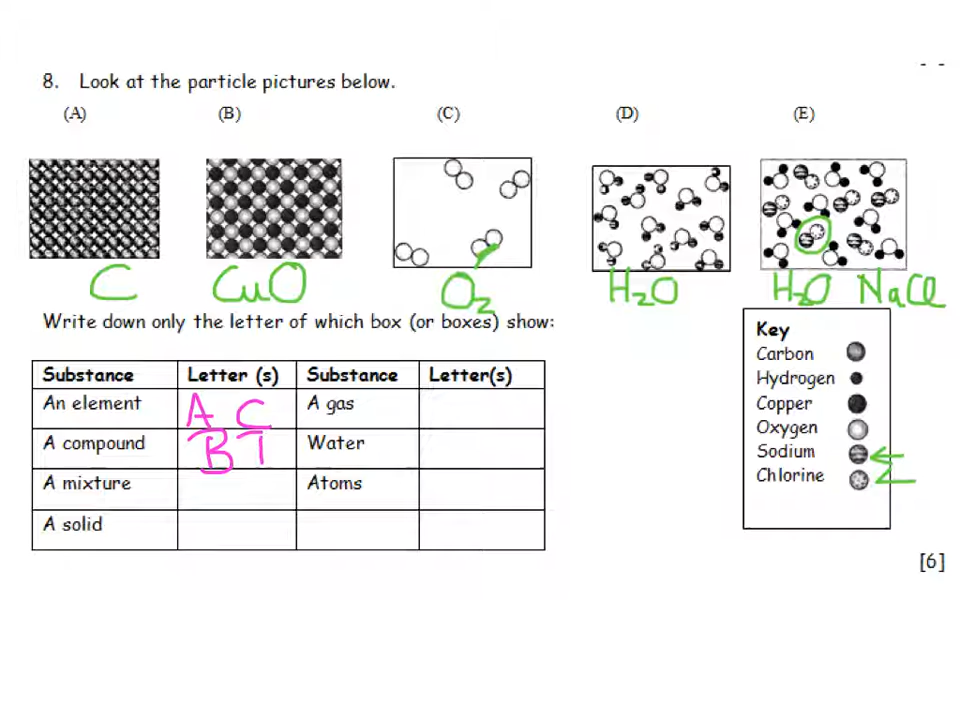 8. Look at the particle pictures below.
(A) (B) (C) (D) (E)
C CuO O₂ H₂O H₂O NaCl
Write down only the letter of which box (or boxes) show:
Substance Letter (s) Substance Letter(s)
An element A C A gas
A compound B Water
A mixture Atoms
A solid
Key
Carbon
Hydrogen
Copper
Oxygen
Sodium
Chlorine
[6]